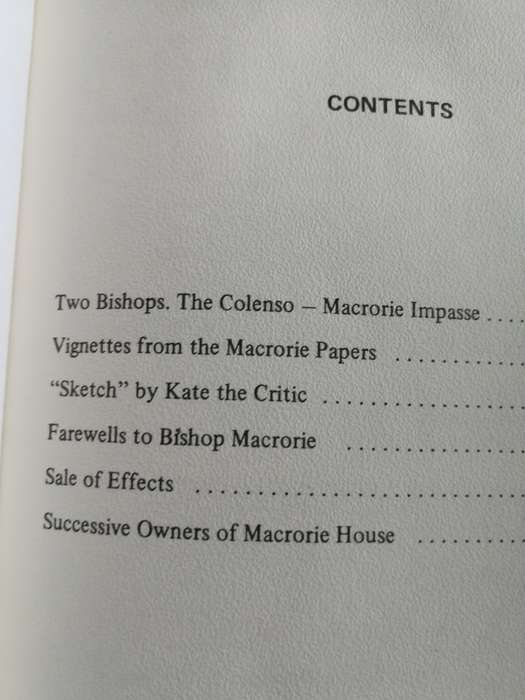 CONTENTS
Two Bishops. The Colenso – Macrorie Impasse ....
Vignettes from the Macrorie Papers ............
"Sketch" by Kate the Critic ..................
Farewells to Bishop Macrorie ................
Sale of Effects ............................
Successive Owners of Macrorie House .........